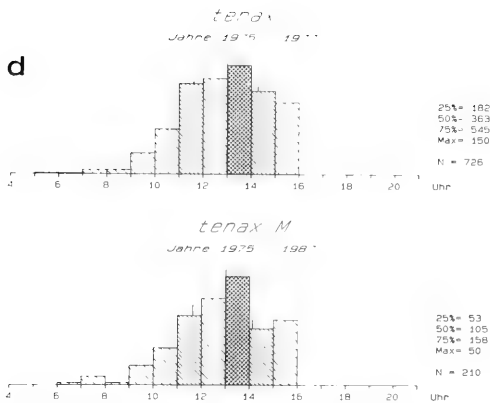 tenax
Jahre 1975
d
25%= 182
50%- 363
75%- 545
Max= 150
N = 726
4 6 8 10 12 14 16 18 20 Uhr
tenax M
Jahre 1975
25%= 53
50%= 105
75%= 158
Max= 50
N = 210
4 6 8 10 12 14 16 18 20 Uhr